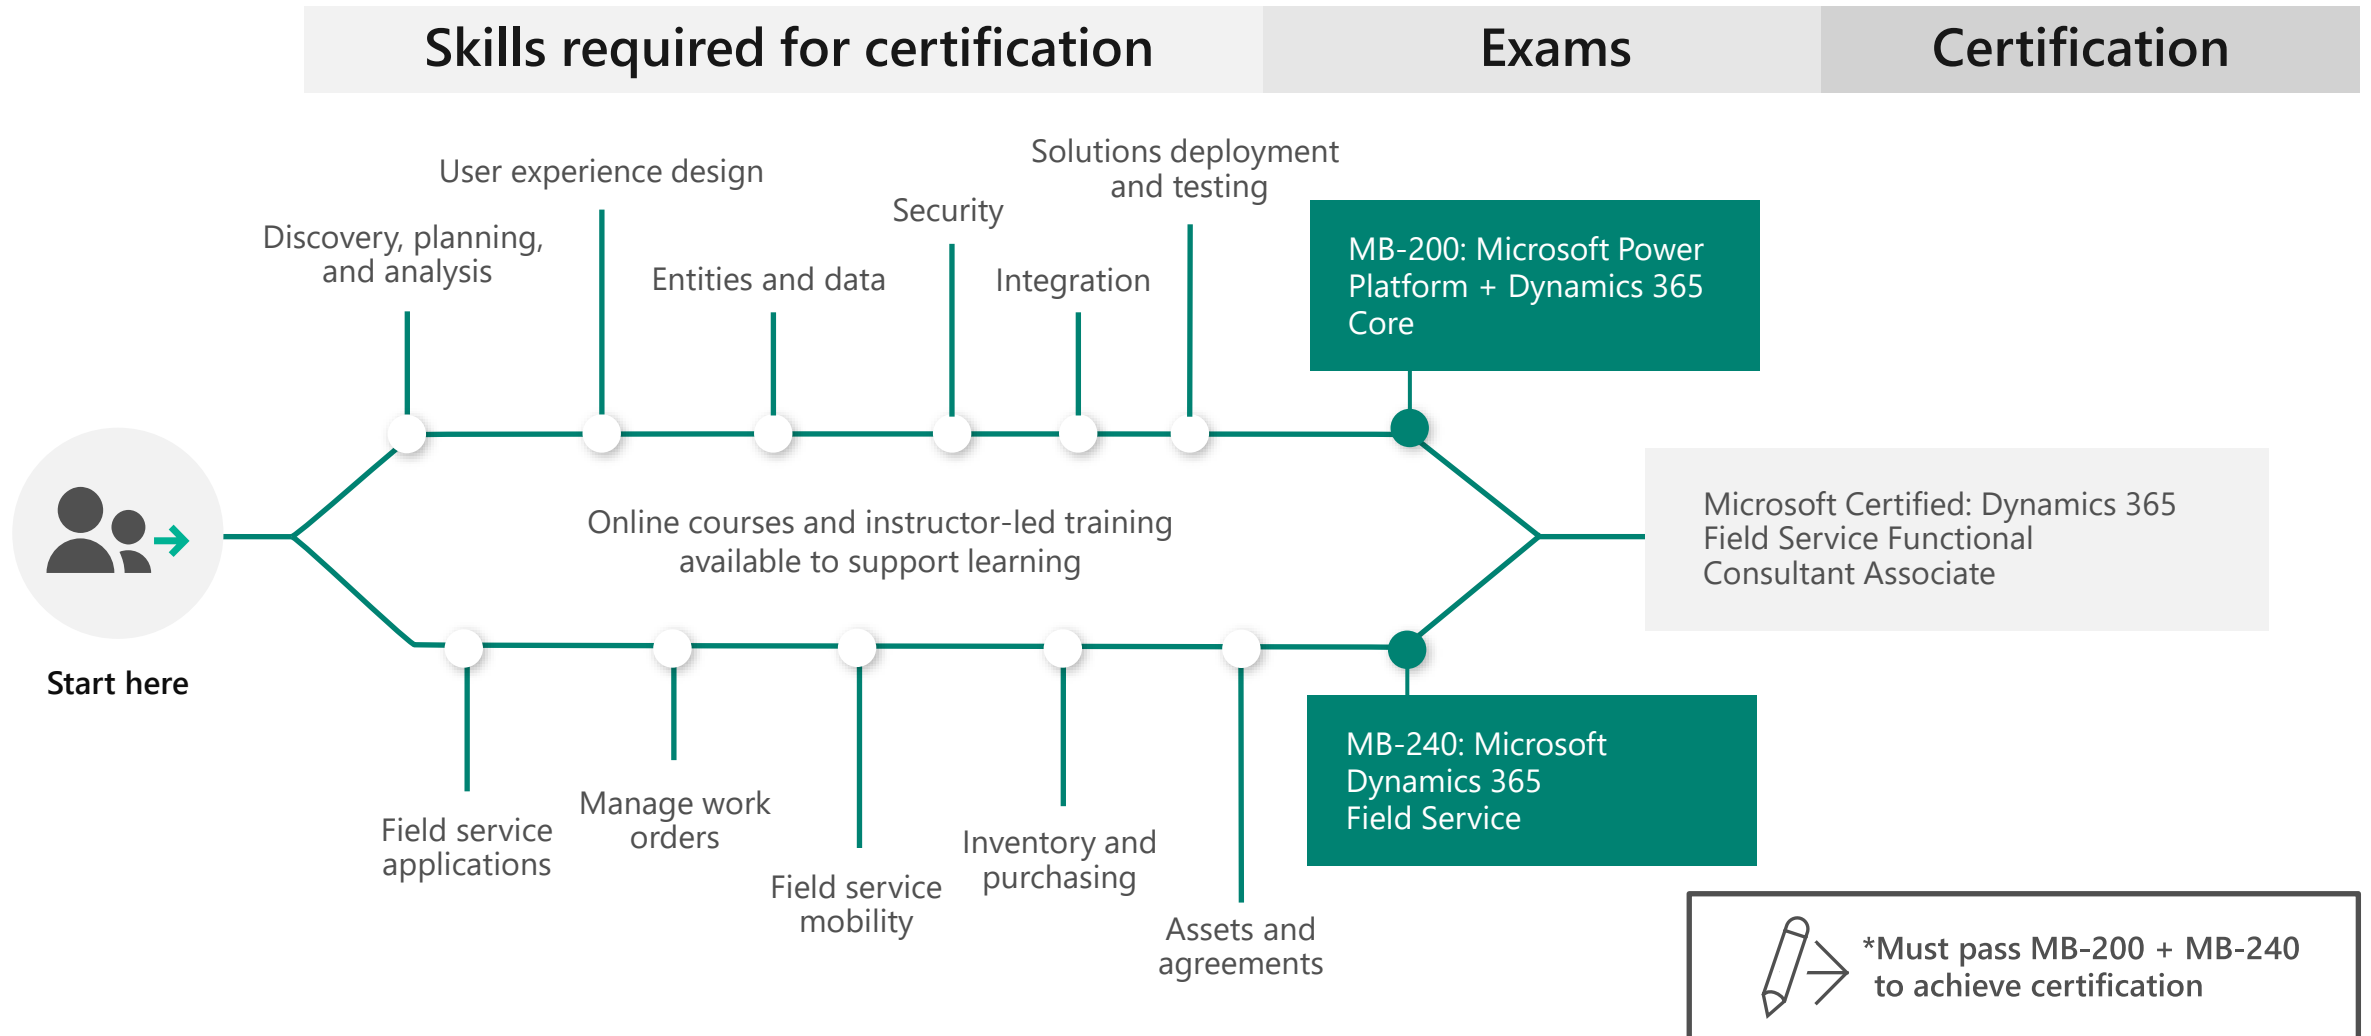 Skills required for certification
Exams
Certification
Discovery, planning,
and analysis
User experience design
Entities and data
Security
Integration
Solutions deployment
and testing
MB-200: Microsoft Power
Platform + Dynamics 365
Core
Start here
Online courses and instructor-led training
available to support learning
Microsoft Certified: Dynamics 365
Field Service Functional
Consultant Associate
Field service
applications
Manage work
orders
Field service
mobility
Inventory and
purchasing
Assets and
agreements
MB-240: Microsoft
Dynamics 365
Field Service
*Must pass MB-200 + MB-240
to achieve certification